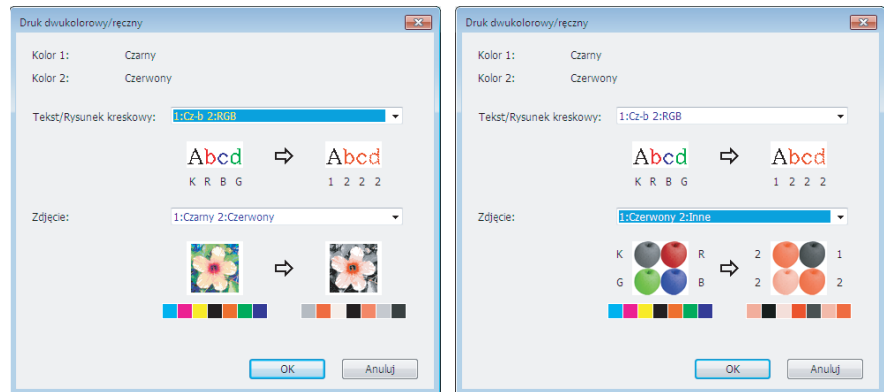 Druk dwukolorowy/ręczny
Kolor 1: Czarny
Kolor 2: Czerwony
Tekst/Rysunek kreskowy: 1:Cz-b 2:RGB
Abcd Abcd
K R B G 1 2 2 2
Zdjęcie: 1:Czarny 2:Czerwony
OK Anuluj
Druk dwukolorowy/ręczny
Kolor 1: Czarny
Kolor 2: Czerwony
Tekst/Rysunek kreskowy: 1:Cz-b 2:RGB
Abcd Abcd
K R B G 1 2 2 2
Zdjęcie: 1:Czerwony 2:Inne
K R 2 1
G B 2 2
OK Anuluj